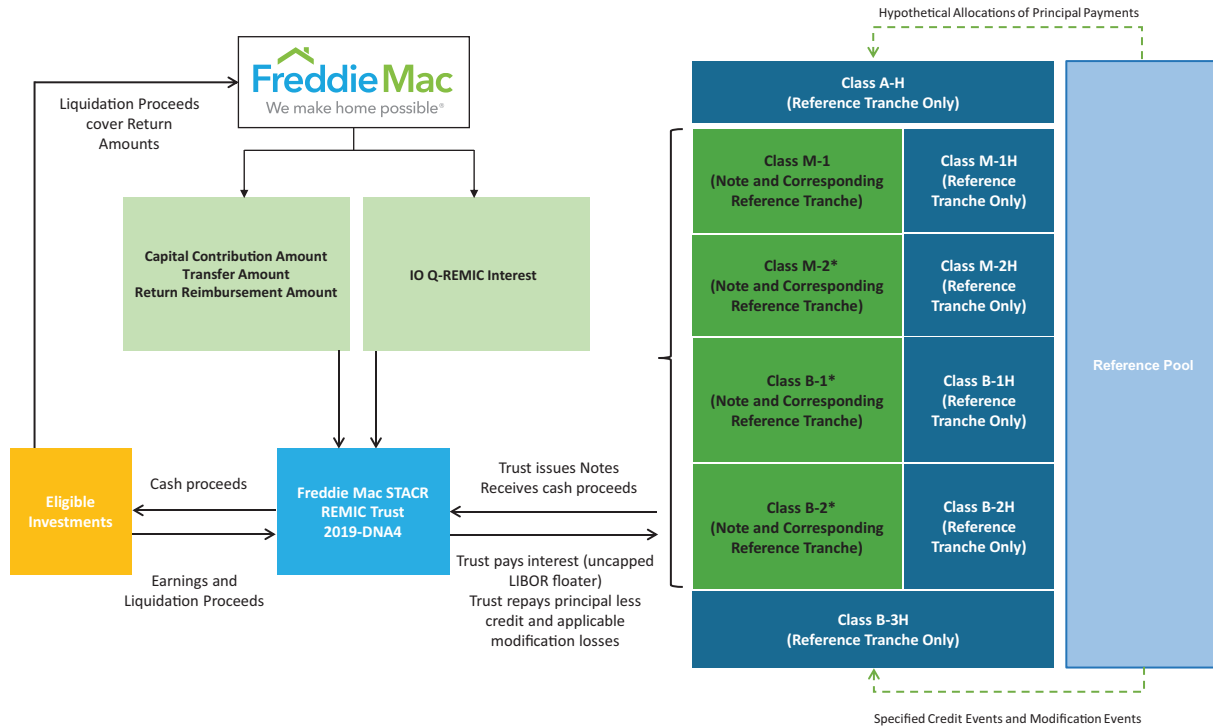 Hypothetical Allocations of Principal Payments
Freddie Mac
We make home possible®
Liquidation Proceeds
cover Return
Amounts
Capital Contribution Amount
Transfer Amount
Return Reimbursement Amount
IO Q-REMIC Interest
Eligible
Investments
Cash proceeds
Earnings and
Liquidation Proceeds
Freddie Mac STACR
REMIC Trust
2019-DNA4
Trust issues Notes
Receives cash proceeds
Trust pays interest (uncapped
LIBOR floater)
Trust repays principal less
credit and applicable
modification losses
Class A-H
(Reference Tranche Only)
Class M-1
(Note and Corresponding
Reference Tranche)
Class M-1H
(Reference
Tranche Only)
Class M-2*
(Note and Corresponding
Reference Tranche)
Class M-2H
(Reference
Tranche Only)
Class B-1*
(Note and Corresponding
Reference Tranche)
Class B-1H
(Reference
Tranche Only)
Class B-2*
(Note and Corresponding
Reference Tranche)
Class B-2H
(Reference
Tranche Only)
Class B-3H
(Reference Tranche Only)
Reference Pool
Specified Credit Events and Modification Events